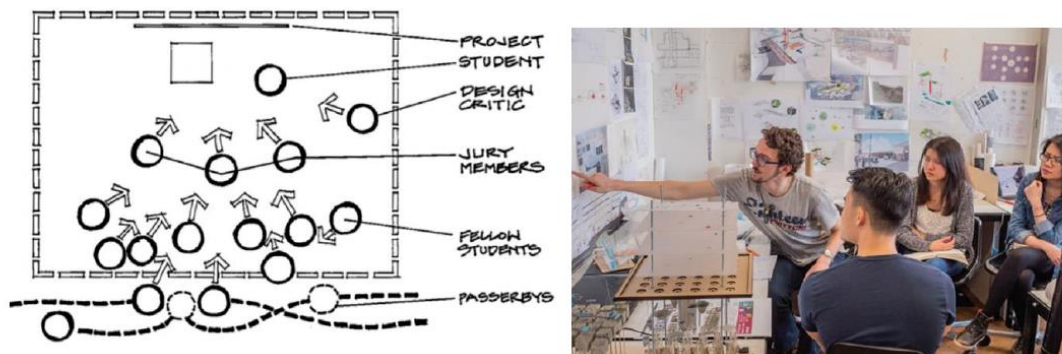 PROJECT
STUDENT
DESIGN
CRITIC
JURY
MEMBERS
FELLOW
STUDENTS
PASSERBYS